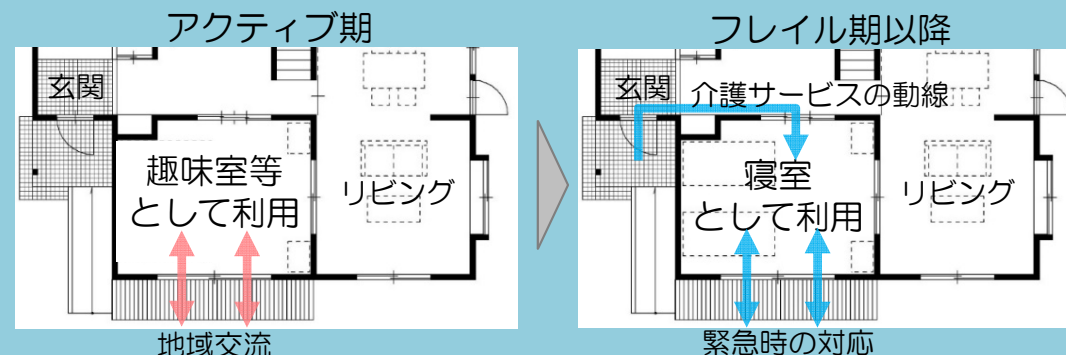 アクティブ期
玄関
趣味室等
として利用
リビング
地域交流
フレイル期以降
玄関
介護サービスの動線
寝室
として利用
リビング
緊急時の対応